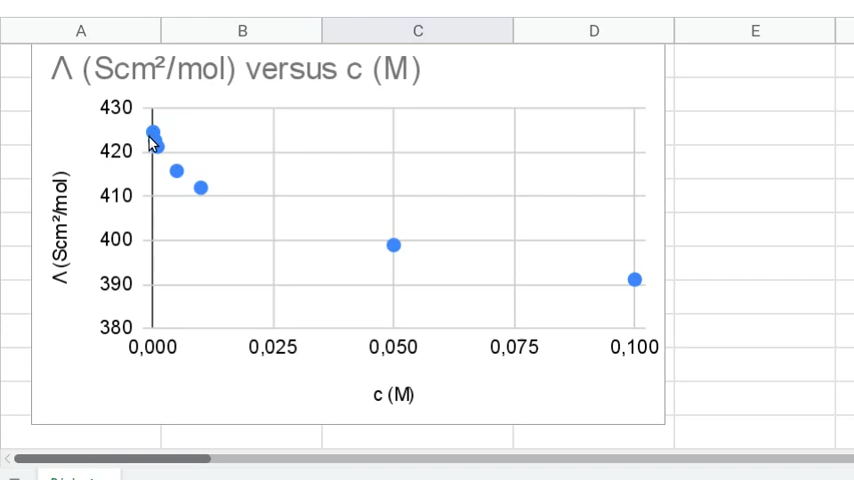 A B C D E
Λ (Scm²/mol) versus c (M)
430
420
410
400
390
380
Λ (Scm²/mol)
0,000 0,025 0,050 0,075 0,100
c (M)